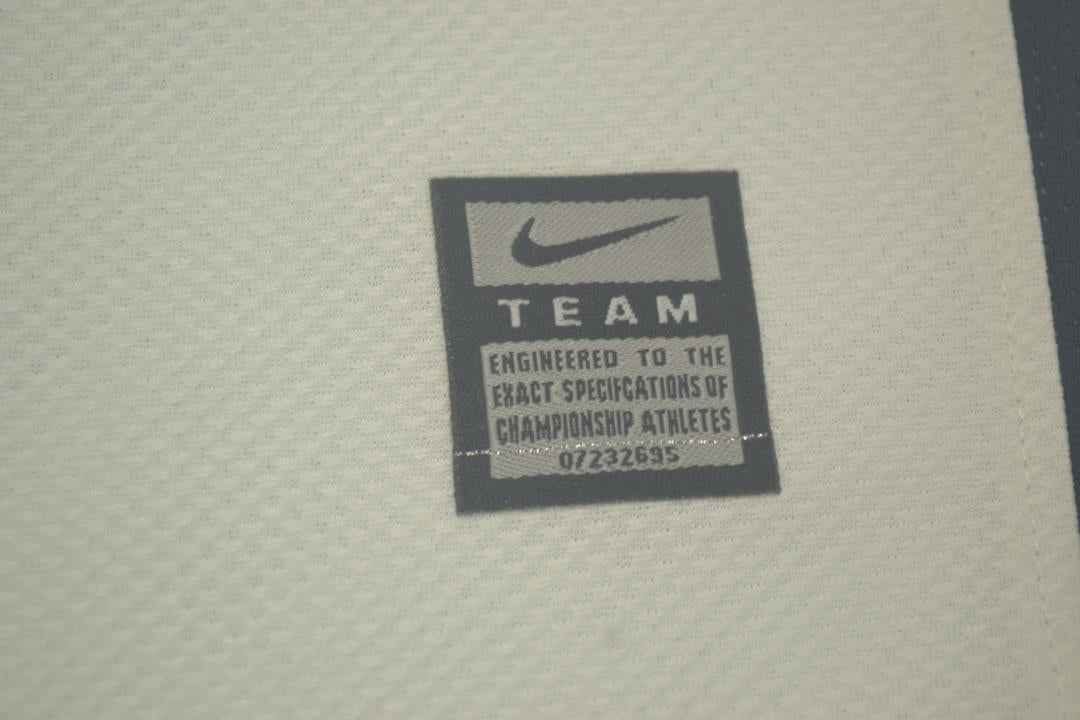 TEAM
ENGINEERED TO THE
EXACT SPECIFCATIONS OF
CHAMPIONSHIP ATHLETES
07232695